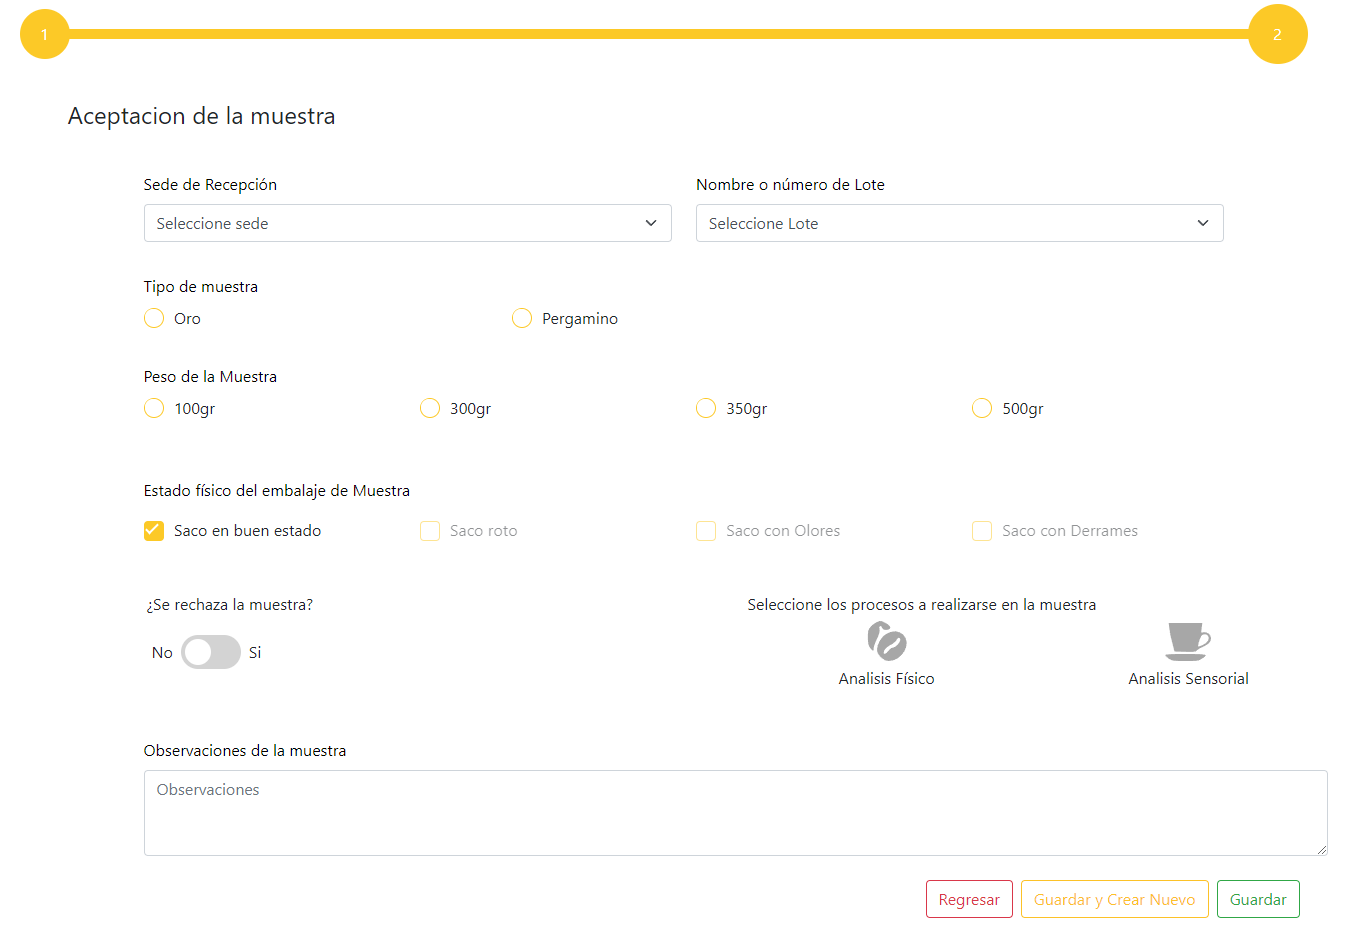 1
2
Aceptacion de la muestra
Sede de Recepción
Nombre o número de Lote
Seleccione sede
Seleccione Lote
Tipo de muestra
Oro
Pergamino
Peso de la Muestra
100gr
300gr
350gr
500gr
Estado físico del embalaje de Muestra
Saco en buen estado
Saco roto
Saco con Olores
Saco con Derrames
¿Se rechaza la muestra?
Seleccione los procesos a realizarse en la muestra
No
Si
Analisis Físico
Analisis Sensorial
Observaciones de la muestra
Observaciones
Regresar
Guardar y Crear Nuevo
Guardar